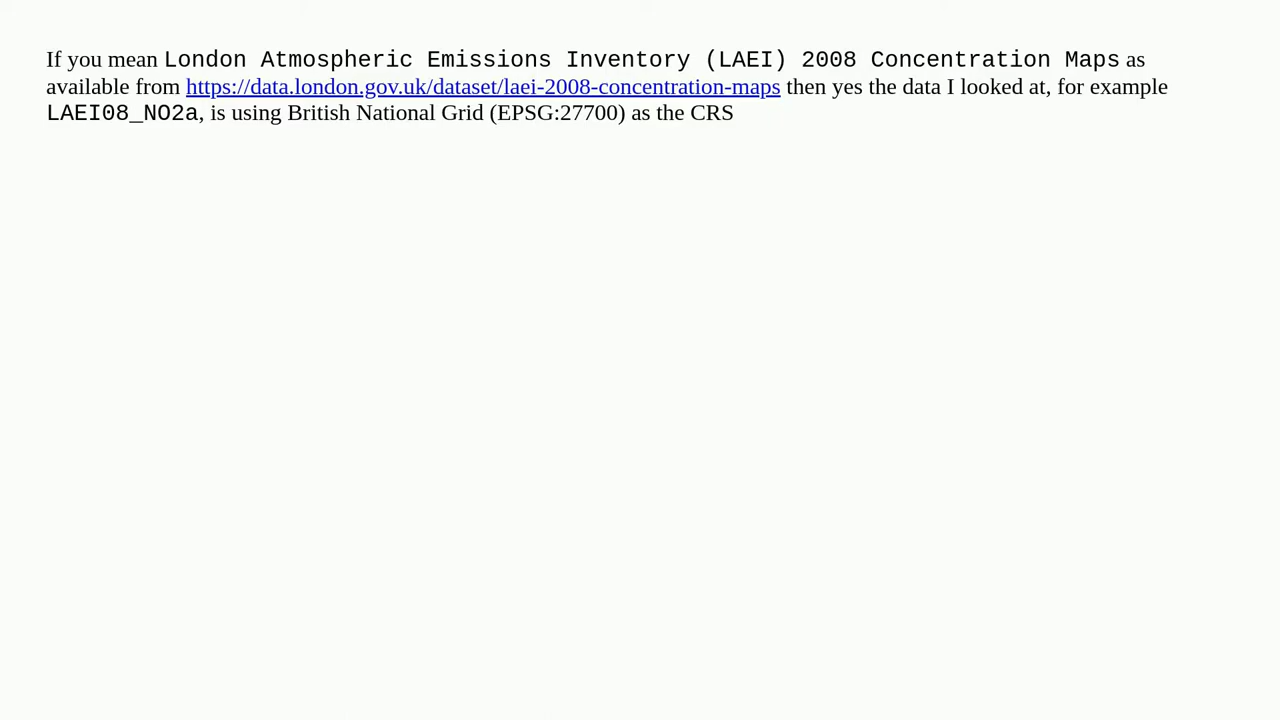 If you mean London Atmospheric Emissions Inventory (LAEI) 2008 Concentration Maps as
available from https://data.london.gov.uk/dataset/laei-2008-concentration-maps then yes the data I looked at, for example
LAEI08_NO2a, is using British National Grid (EPSG:27700) as the CRS